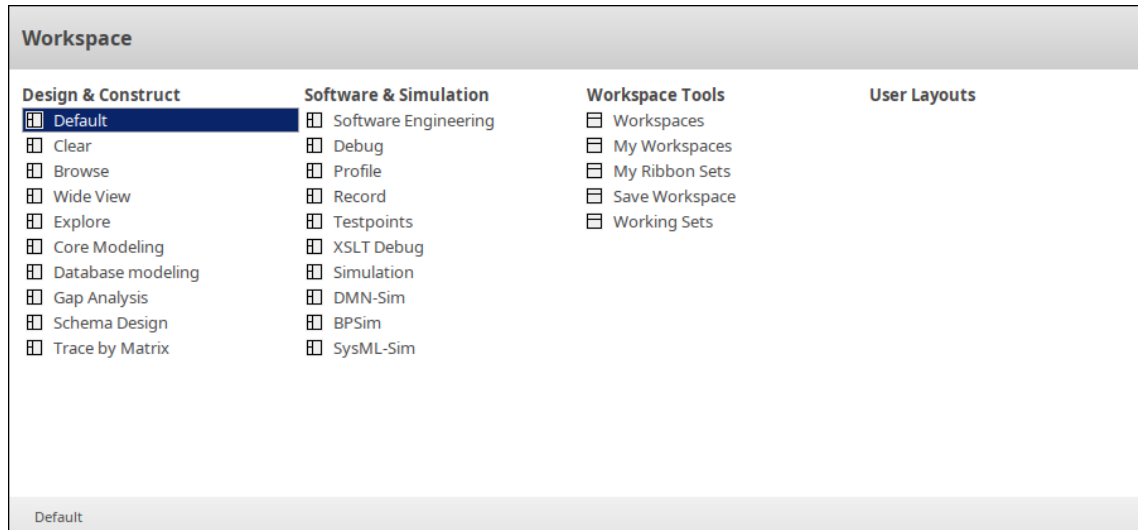 Workspace
Design & Construct
Default
Clear
Browse
Wide View
Explore
Core Modeling
Database modeling
Gap Analysis
Schema Design
Trace by Matrix
Software & Simulation
Software Engineering
Debug
Profile
Record
Testpoints
XSLT Debug
Simulation
DMN-Sim
BPSim
SysML-Sim
Workspace Tools
Workspaces
My Workspaces
My Ribbon Sets
Save Workspace
Working Sets
User Layouts
Default